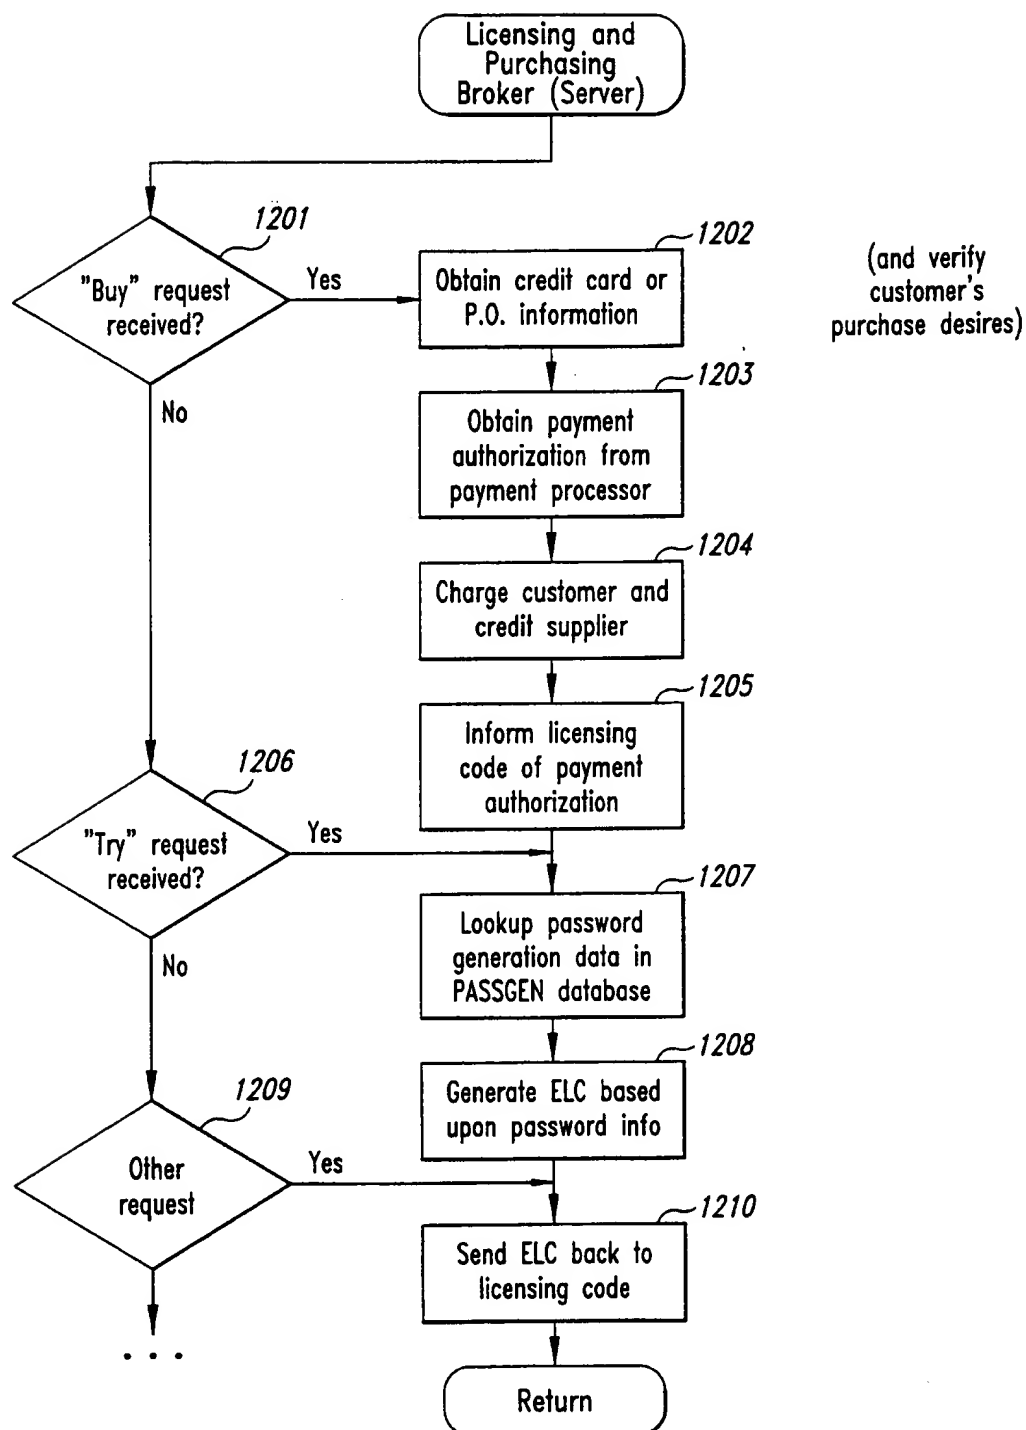 Licensing and
Purchasing
Broker (Server)
1201
"Buy" request
received?
Yes
No
1202
Obtain credit card or
P.O. information
(and verify
customer's
purchase desires)
1203
Obtain payment
authorization from
payment processor
1204
Charge customer and
credit supplier
1205
Inform licensing
code of payment
authorization
1206
"Try" request
received?
Yes
No
1207
Lookup password
generation data in
PASSGEN database
1208
Generate ELC based
upon password info
1209
Other
request
Yes
. . .
1210
Send ELC back to
licensing code
Return